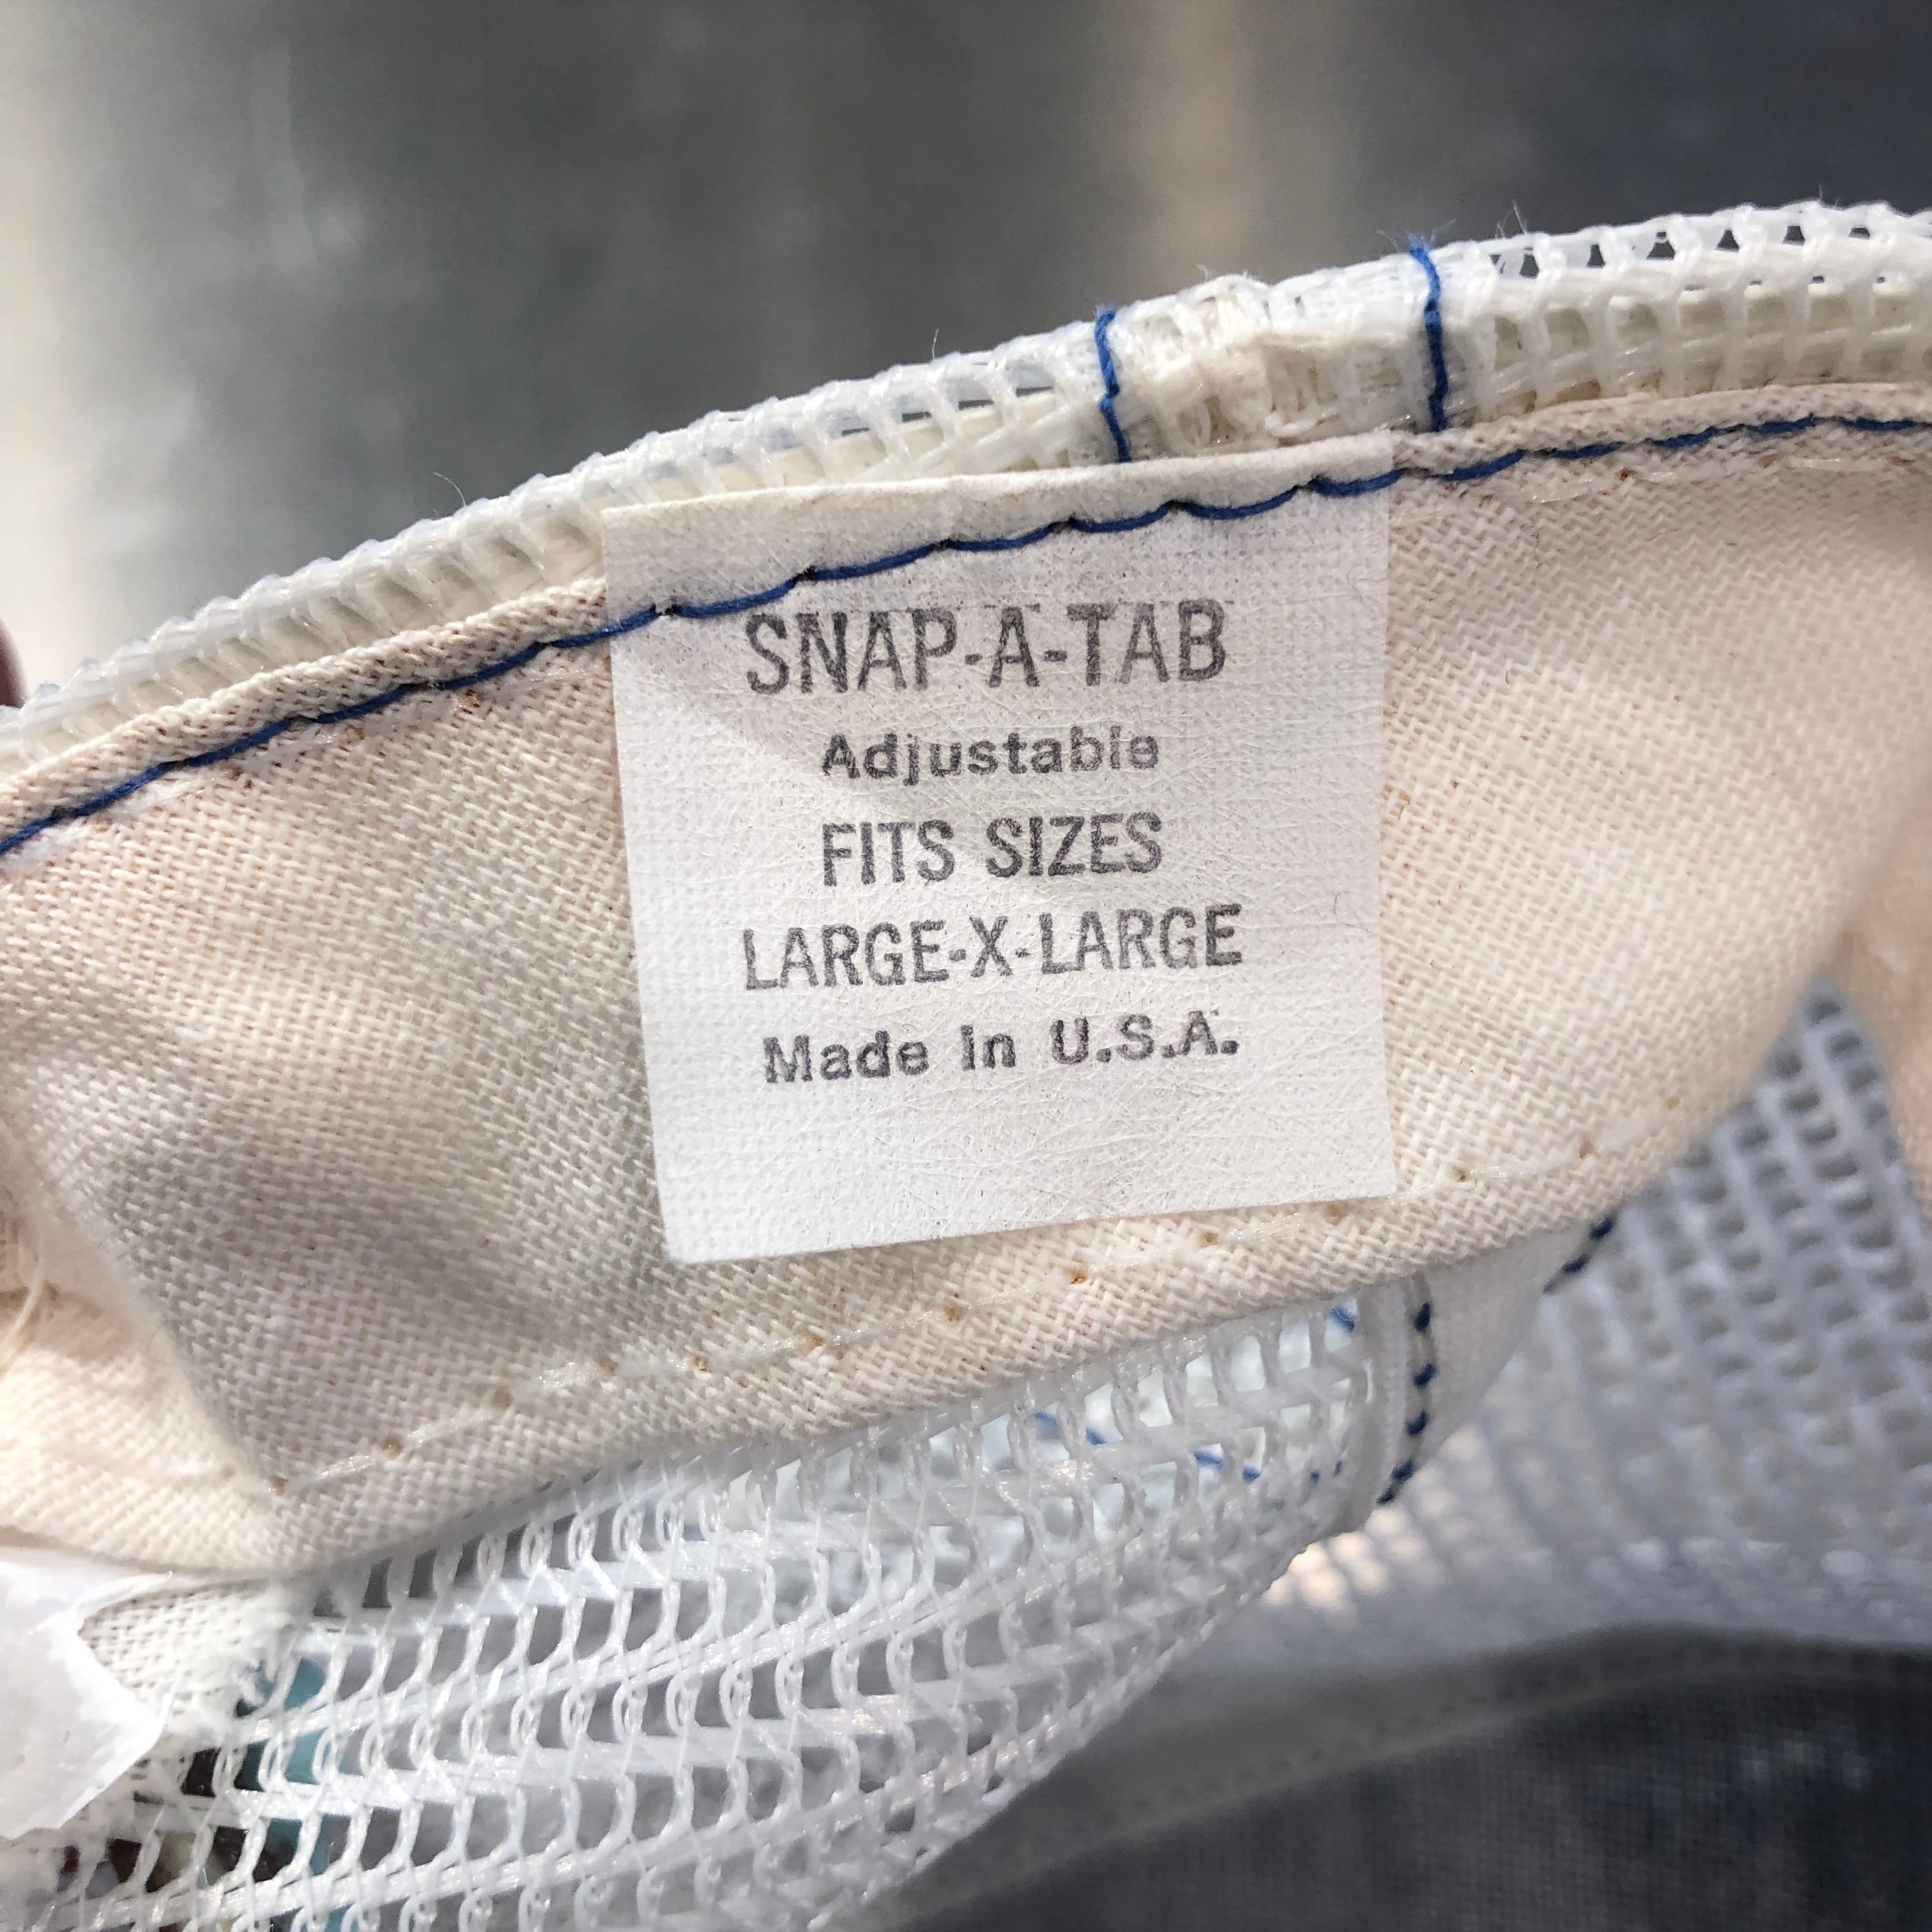 SNAP-A-TAB
Adjustable
FITS SIZES
LARGE-X-LARGE
Made in U.S.A.